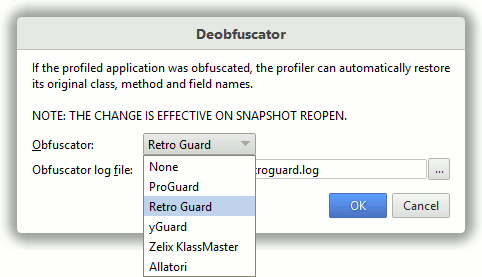 Deobfuscator
If the profiled application was obfuscated, the profiler can automatically restore
its original class, method and field names.
NOTE: THE CHANGE IS EFFECTIVE ON SNAPSHOT REOPEN.
Obfuscator: Retro Guard
Obfuscator log file: troguard.log ...
None
ProGuard
Retro Guard
yGuard
Zelix KlassMaster
Allatori
OK Cancel